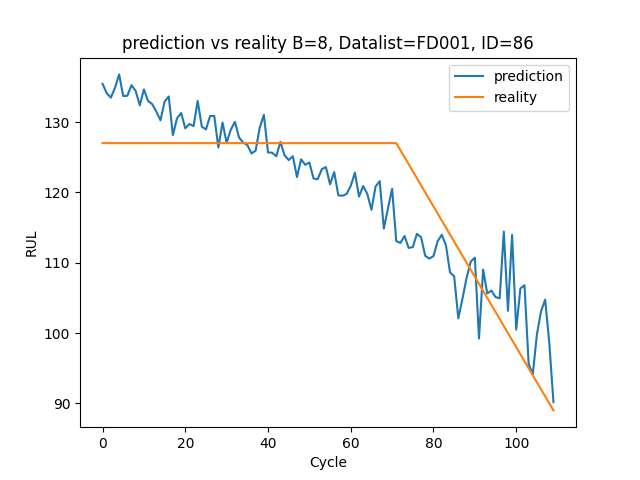 prediction vs reality B=8, Datalist=FD001, ID=86
prediction
reality
RUL
130
120
110
100
90
0 20 40 60 80 100
Cycle